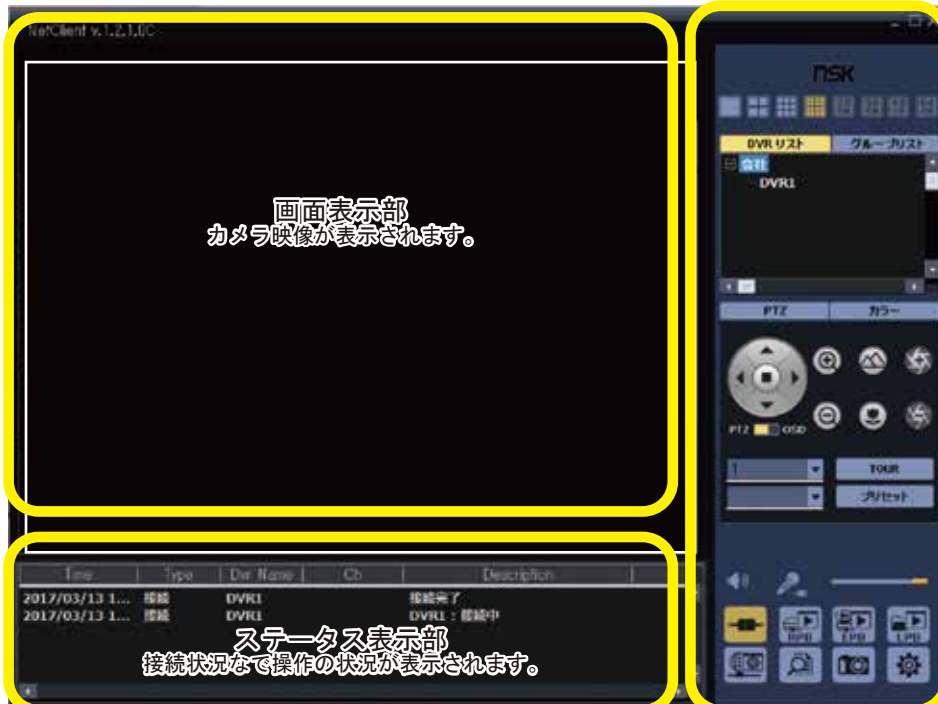 NetClient v.1.2.1.0C
nsk
DVRリスト グループリスト
会社
DVR1
画面表示部
カメラ映像が表示されます。
PTZ カラー
PTZ OSD
1 TOUR
プリセット
Time Type Dvr Name Ch Description
2017/03/13 1... 接続 DVR1 接続完了
2017/03/13 1... 接続 DVR1 DVR1 : 接続中
ステータス表示部
接続状況なて操作の状況が表示されます。
RPB EPB LPB